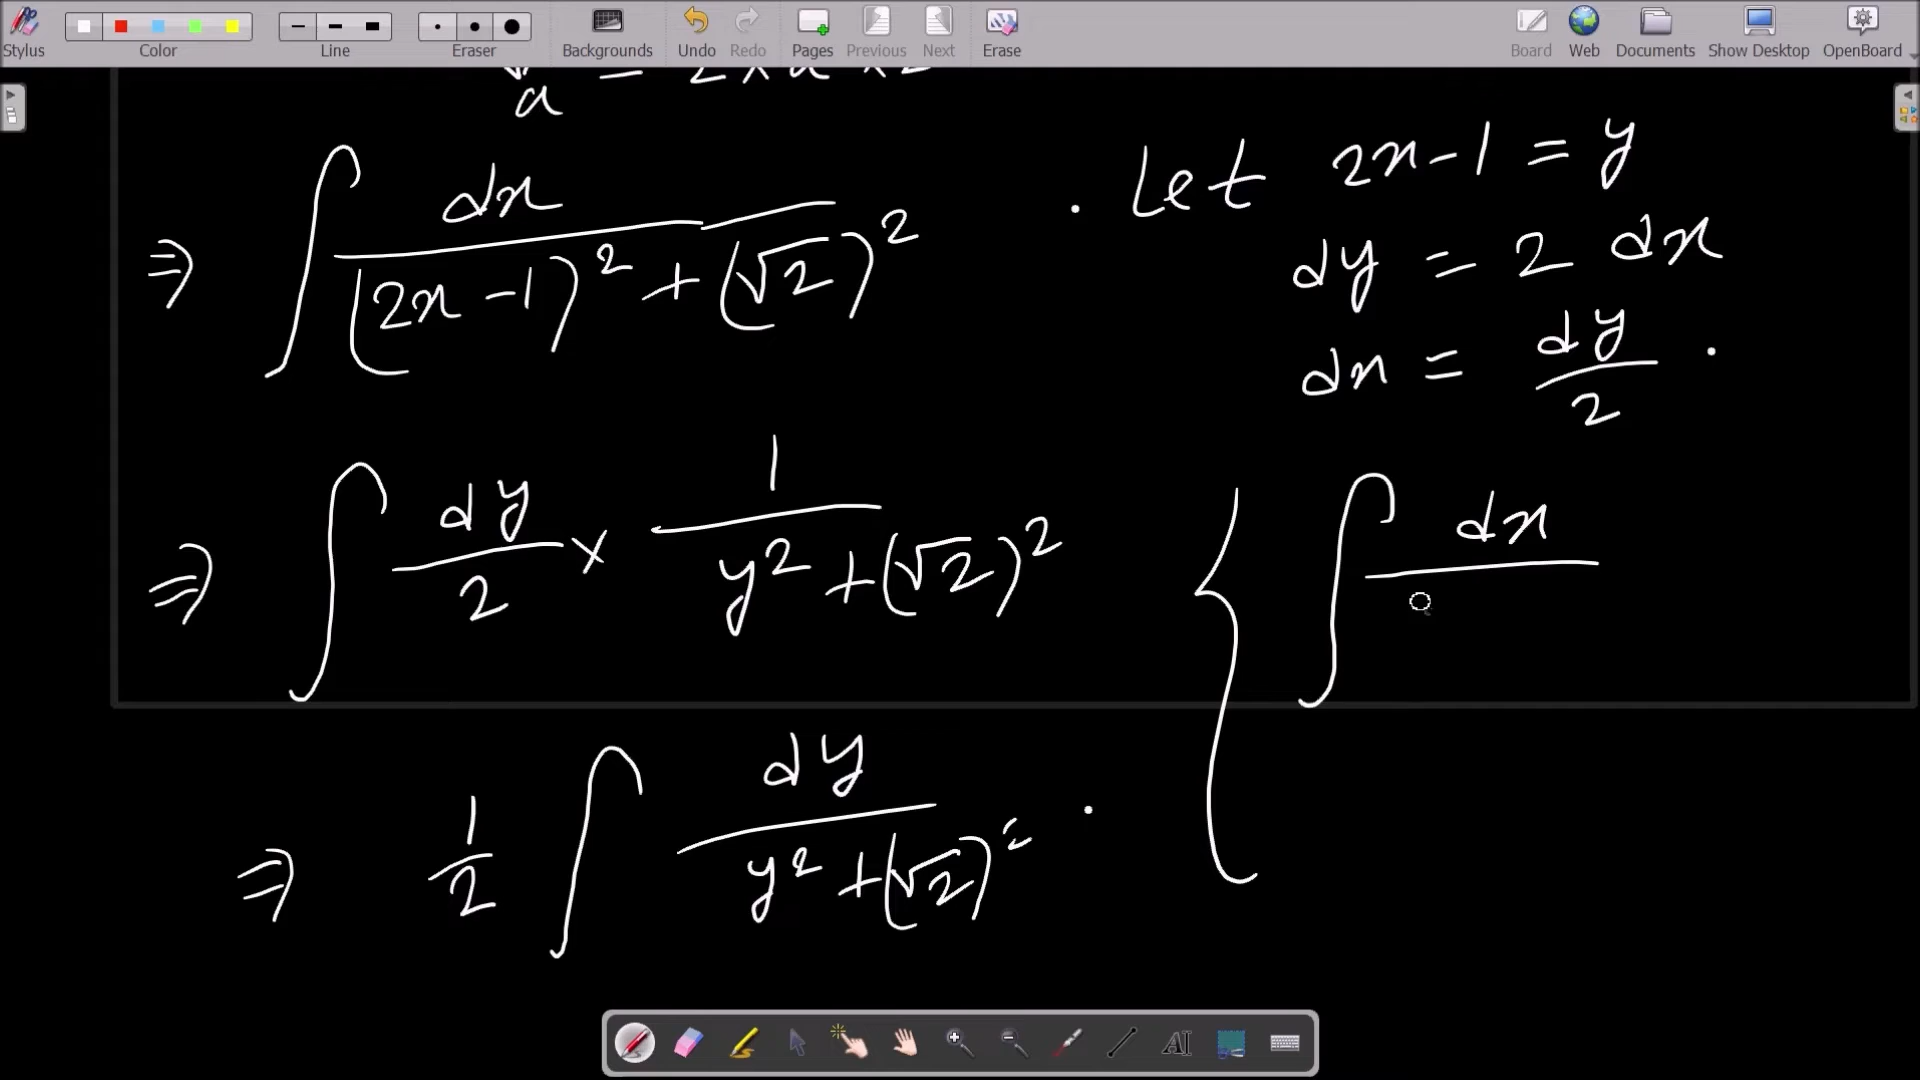 Stylus Color Line Eraser Backgrounds Undo Redo Pages Previous Next Erase Board Web Documents Show Desktop OpenBoard
a
⇒ ∫ dx / (2x-1)² + (√2)² . Let 2x-1 = y
dy = 2 dx
dx = dy/2 .
⇒ ∫ dy/2 × 1 / y² + (√2)² { ∫ dx /
⇒ 1/2 ∫ dy / y² + (√2)² .
AI